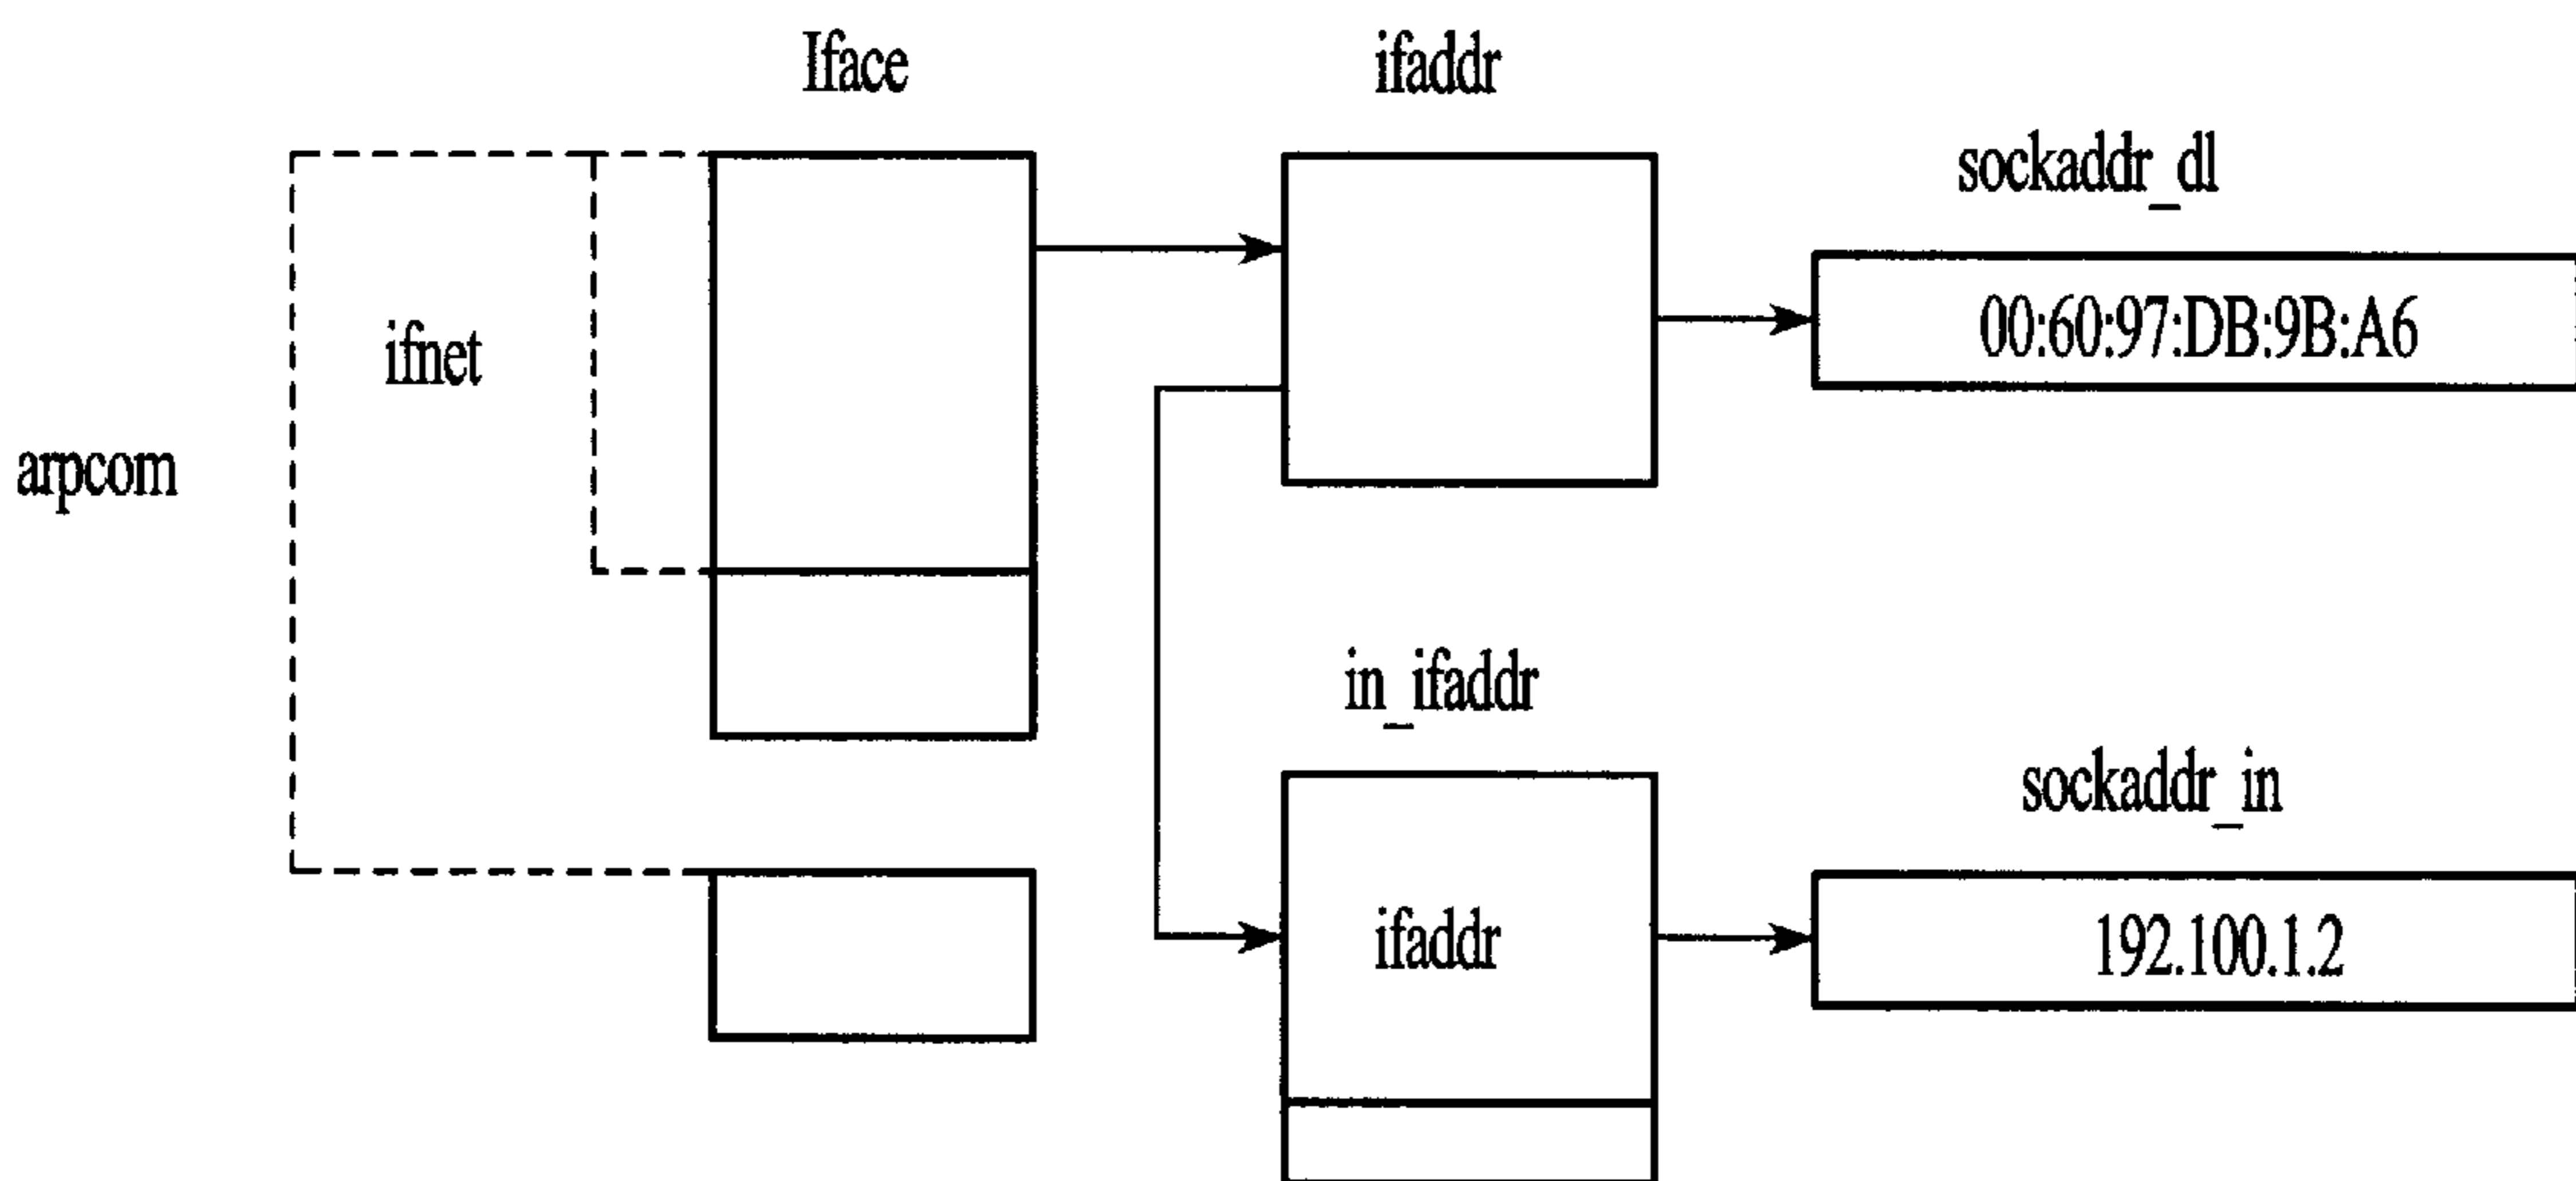 Iface
ifaddr
sockaddr_dl
00:60:97:DB:9B:A6
ifnet
arpcom
in_ifaddr
sockaddr_in
ifaddr
192.100.1.2